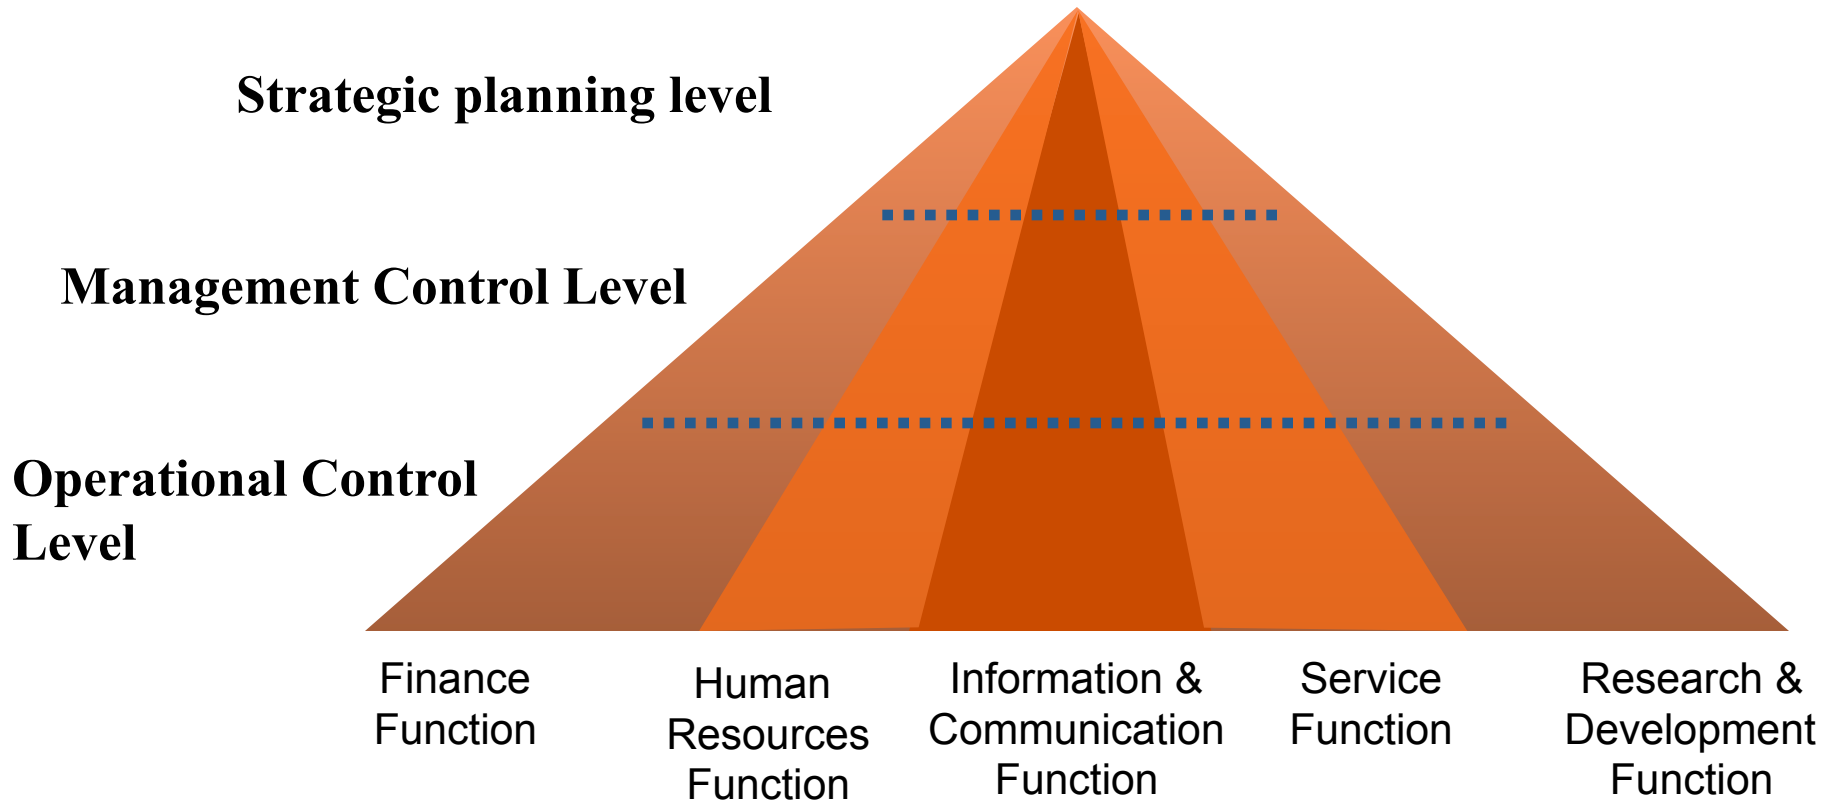 Strategic planning level
Management Control Level
Operational Control
Level
Finance
Function
Human
Resources
Function
Information &
Communication
Function
Service
Function
Research &
Development
Function